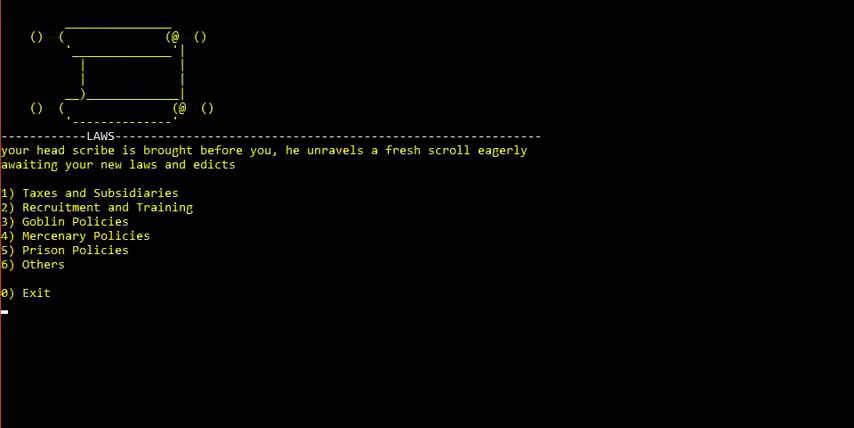 ------------LAWS------------------------------------------------------------
your head scribe is brought before you, he unravels a fresh scroll eagerly
awaiting your new laws and edicts
1) Taxes and Subsidiaries
2) Recruitment and Training
3) Goblin Policies
4) Mercenary Policies
5) Prison Policies
6) Others
0) Exit